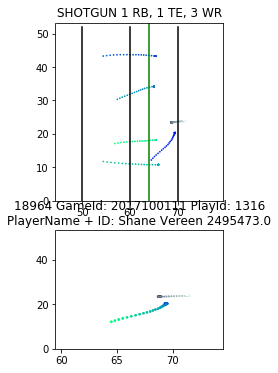 SHOTGUN 1 RB, 1 TE, 3 WR
50
40
30
20
10
0
50 60 70
18964 GameId: 2017100111 PlayId: 1316
PlayerName + ID: Shane Vereen 2495473.0
40
20
0
60 65 70